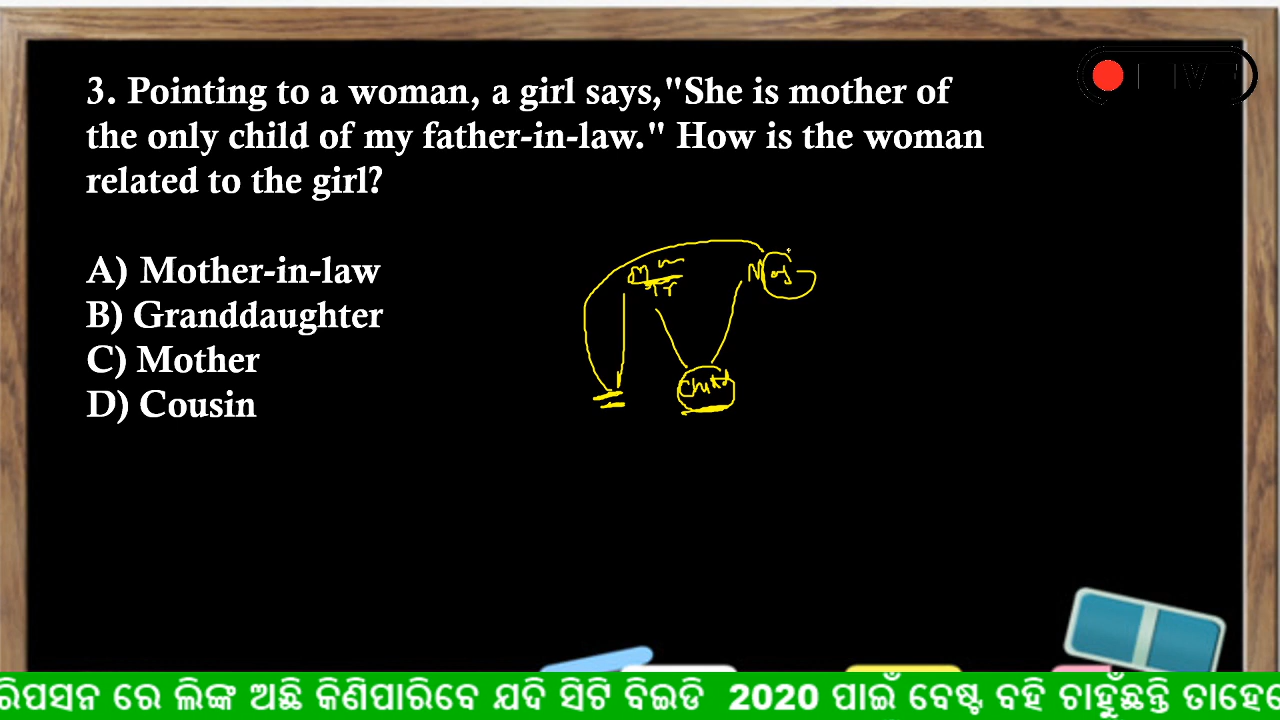 LIVE
3. Pointing to a woman, a girl says,"She is mother of
the only child of my father-in-law." How is the woman
related to the girl?
A) Mother-in-law
B) Granddaughter
C) Mother
D) Cousin
Child
ରିପସନ ରେ ଲିଙ୍କ ଅଛି କିଣିପାରିବେ ଯଦି ସିଟି ବିଇଡି 2020 ପାଇଁ ବେଷ୍ଟ ବହି ଚାହୁଁଛନ୍ତି ତାହେ